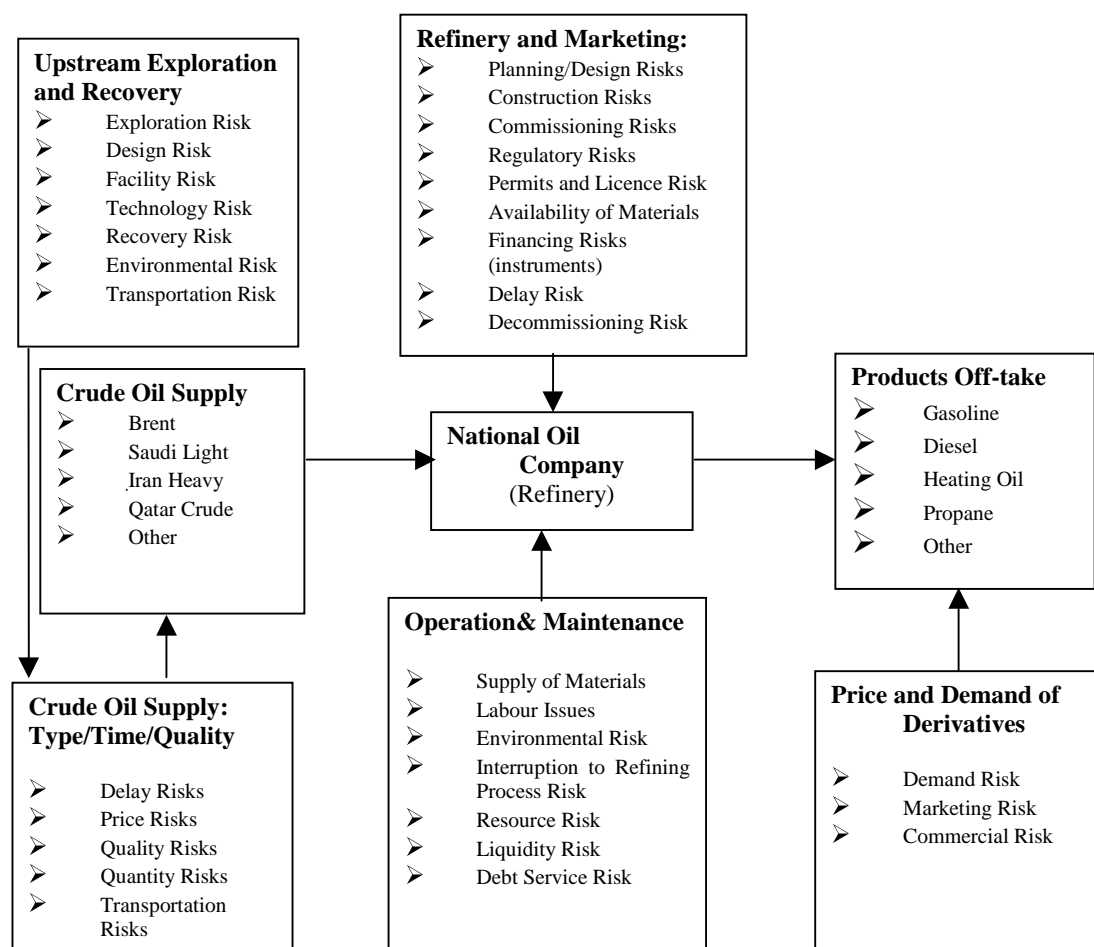 Upstream Exploration
and Recovery
Exploration Risk
Design Risk
Facility Risk
Technology Risk
Recovery Risk
Environmental Risk
Transportation Risk
Refinery and Marketing:
Planning/Design Risks
Construction Risks
Commissioning Risks
Regulatory Risks
Permits and Licence Risk
Availability of Materials
Financing Risks
(instruments)
Delay Risk
Decommissioning Risk
Crude Oil Supply
Brent
Saudi Light
Iran Heavy
Qatar Crude
Other
National Oil
Company
(Refinery)
Products Off-take
Gasoline
Diesel
Heating Oil
Propane
Other
Crude Oil Supply:
Type/Time/Quality
Delay Risks
Price Risks
Quality Risks
Quantity Risks
Transportation
Risks
Operation& Maintenance
Supply of Materials
Labour Issues
Environmental Risk
Interruption to Refining
Process Risk
Resource Risk
Liquidity Risk
Debt Service Risk
Price and Demand of
Derivatives
Demand Risk
Marketing Risk
Commercial Risk